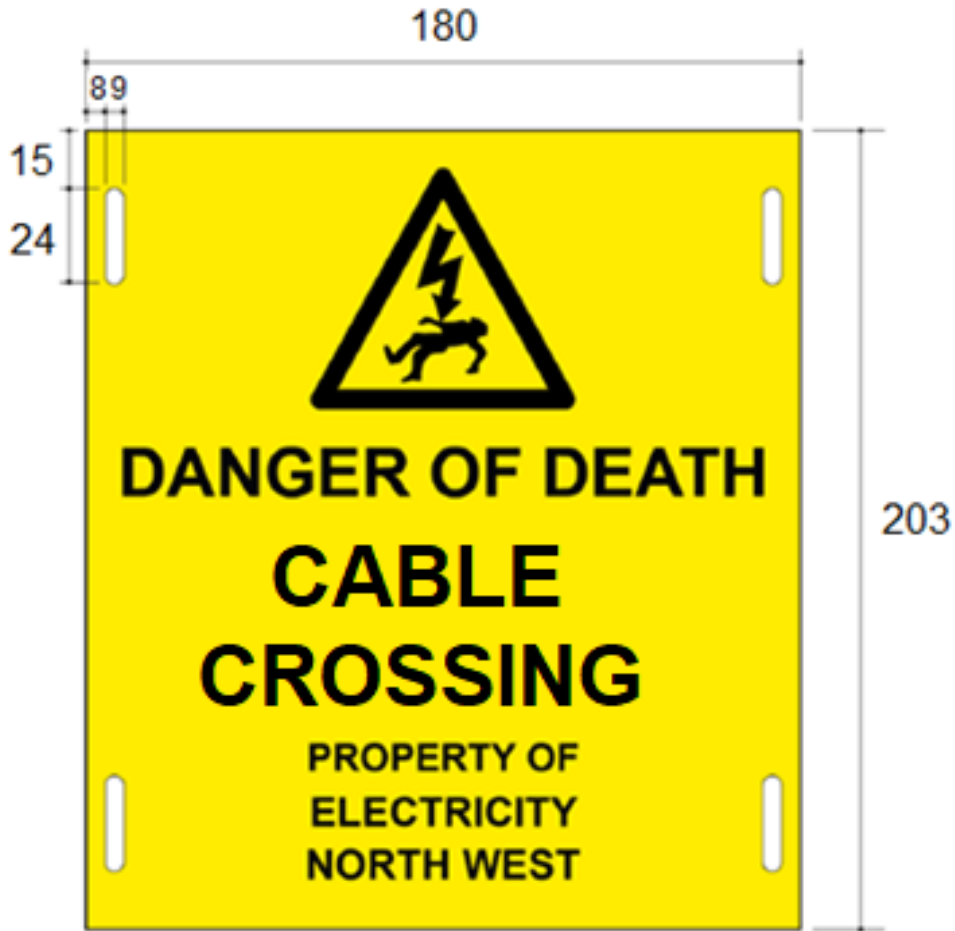 180
8 9
15
24
DANGER OF DEATH
203
CABLE
CROSSING
PROPERTY OF
ELECTRICITY
NORTH WEST